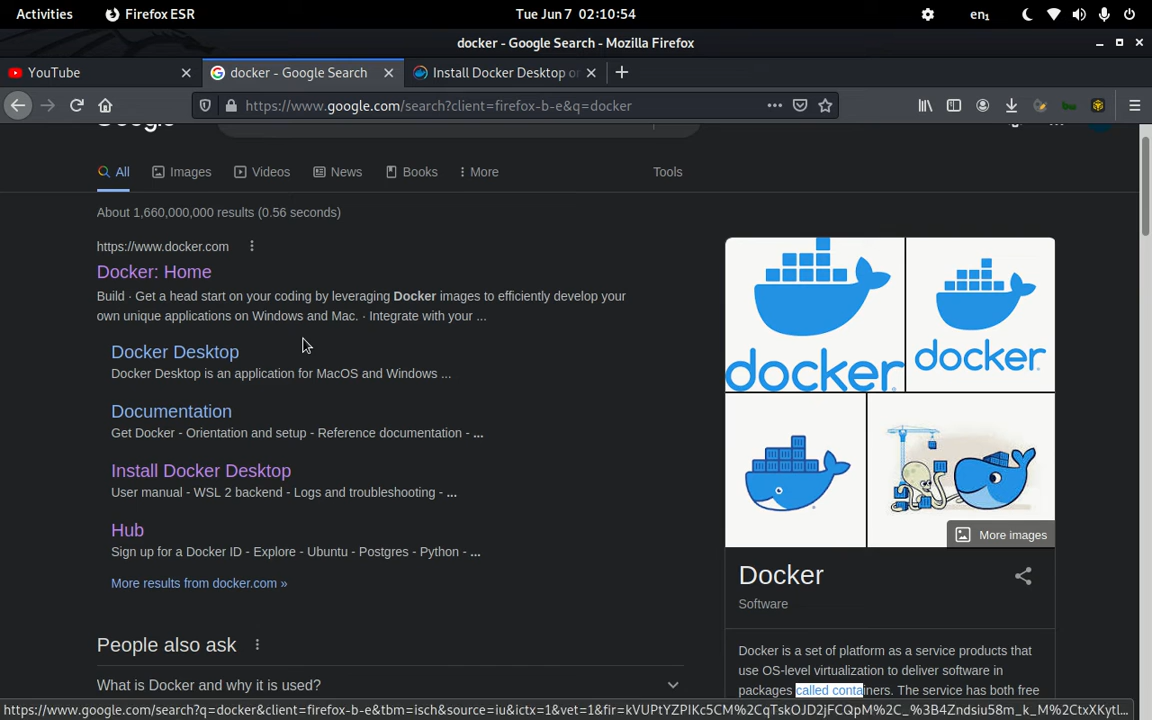 Activities Firefox ESR Tue Jun 7 02:10:54 en₁
docker - Google Search - Mozilla Firefox
YouTube docker - Google Search Install Docker Desktop o
https://www.google.com/search?client=firefox-b-e&q=docker
All Images Videos News Books More Tools
About 1,660,000,000 results (0.56 seconds)
https://www.docker.com
Docker: Home
Build · Get a head start on your coding by leveraging Docker images to efficiently develop your
own unique applications on Windows and Mac. · Integrate with your ...
Docker Desktop
Docker Desktop is an application for MacOS and Windows ...
Documentation
Get Docker - Orientation and setup - Reference documentation - ...
Install Docker Desktop
User manual - WSL 2 backend - Logs and troubleshooting - ...
Hub
Sign up for a Docker ID - Explore - Ubuntu - Postgres - Python - ...
More results from docker.com »
People also ask
What is Docker and why it is used?
docker
docker
More images
Docker
Software
Docker is a set of platform as a service products that
use OS-level virtualization to deliver software in
packages called containers. The service has both free
https://www.google.com/search?q=docker&client=firefox-b-e&tbm=isch&source=iu&ictx=1&vet=1&fir=kVUPtYZPIKc5CM%2CqTskOJD2jFCQpM%2C_%3B4Zndsiu58m_k_M%2CtxXKytl...